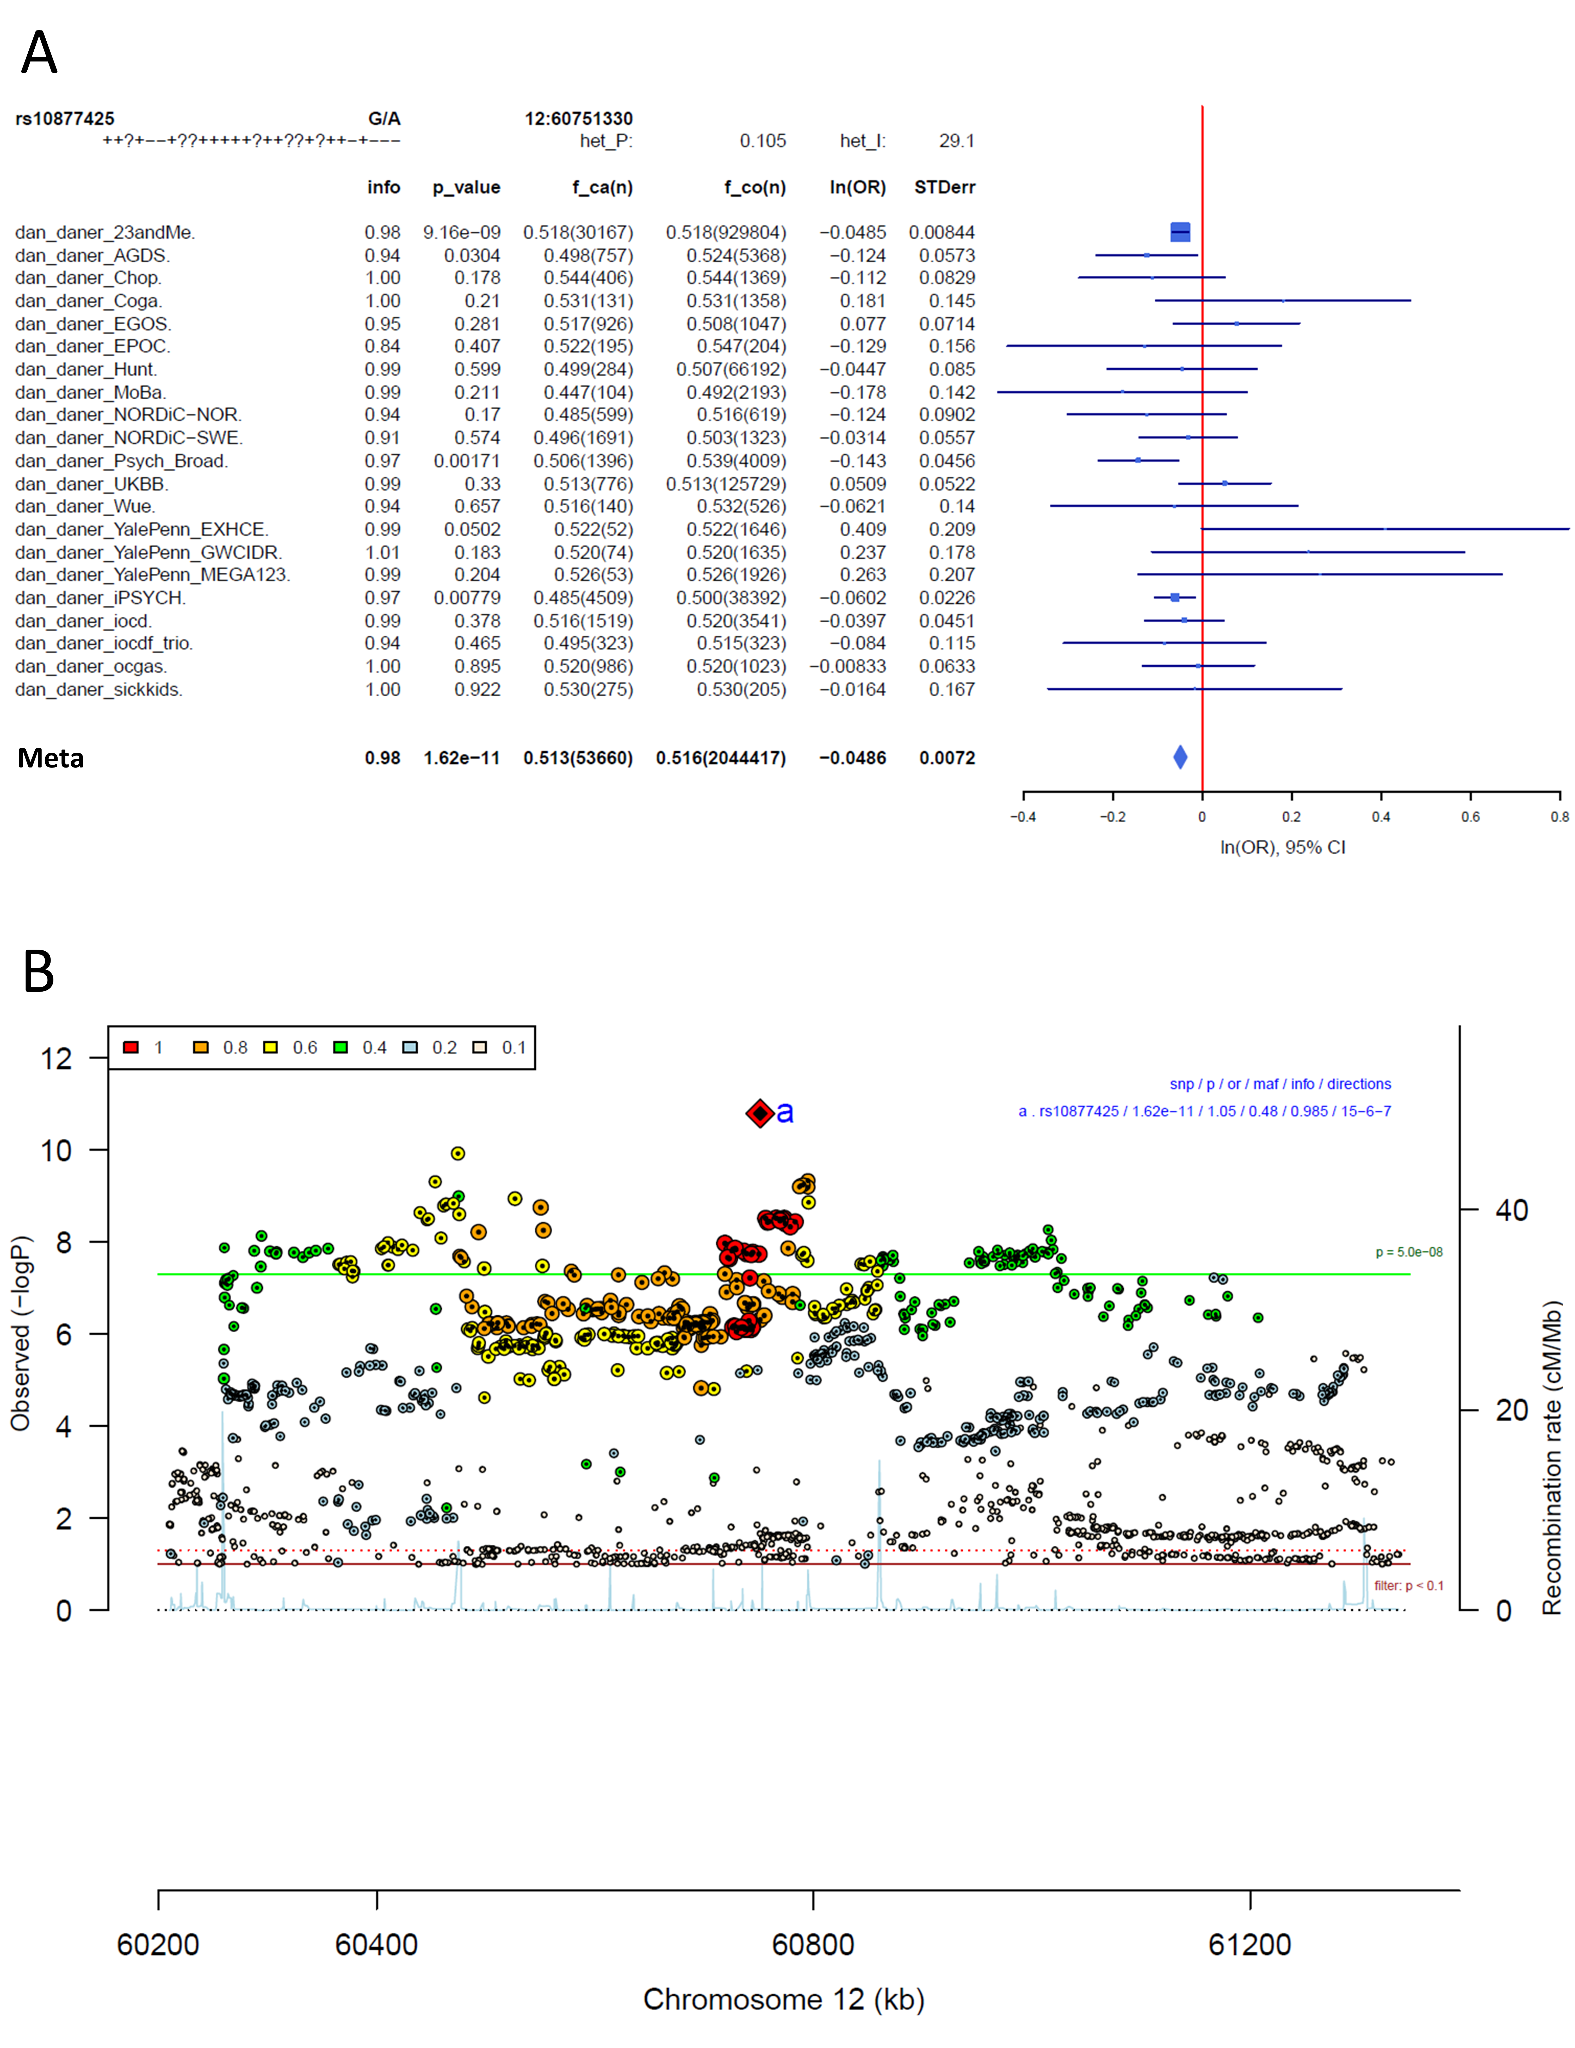 A
rs10877425 G/A 12:60751330
++?+−−+??+++++?++??+?++−+−−− het_P: 0.105 het_I: 29.1
info p_value f_ca(n) f_co(n) ln(OR) STDerr
dan_daner_23andMe. 0.98 9.16e−09 0.518(30167) 0.518(929804) −0.0485 0.00844
dan_daner_AGDS. 0.94 0.0304 0.498(757) 0.524(5368) −0.124 0.0573
dan_daner_Chop. 1.00 0.178 0.544(406) 0.544(1369) −0.112 0.0829
dan_daner_Coga. 1.00 0.21 0.531(131) 0.531(1358) 0.181 0.145
dan_daner_EGOS. 0.95 0.281 0.517(926) 0.508(1047) 0.077 0.0714
dan_daner_EPOC. 0.84 0.407 0.522(195) 0.547(204) −0.129 0.156
dan_daner_Hunt. 0.99 0.599 0.499(284) 0.507(66192) −0.0447 0.085
dan_daner_MoBa. 0.99 0.211 0.447(104) 0.492(2193) −0.178 0.142
dan_daner_NORDiC−NOR. 0.94 0.17 0.485(599) 0.516(619) −0.124 0.0902
dan_daner_NORDiC−SWE. 0.91 0.574 0.496(1691) 0.503(1323) −0.0314 0.0557
dan_daner_Psych_Broad. 0.97 0.00171 0.506(1396) 0.539(4009) −0.143 0.0456
dan_daner_UKBB. 0.99 0.33 0.513(776) 0.513(125729) 0.0509 0.0522
dan_daner_Wue. 0.94 0.657 0.516(140) 0.532(526) −0.0621 0.14
dan_daner_YalePenn_EXHCE. 0.99 0.0502 0.522(52) 0.522(1646) 0.409 0.209
dan_daner_YalePenn_GWCIDR. 1.01 0.183 0.520(74) 0.520(1635) 0.237 0.178
dan_daner_YalePenn_MEGA123. 0.99 0.204 0.526(53) 0.526(1926) 0.263 0.207
dan_daner_iPSYCH. 0.97 0.00779 0.485(4509) 0.500(38392) −0.0602 0.0226
dan_daner_iocd. 0.99 0.378 0.516(1519) 0.520(3541) −0.0397 0.0451
dan_daner_iocdf_trio. 0.94 0.465 0.495(323) 0.515(323) −0.084 0.115
dan_daner_ocgas. 1.00 0.895 0.520(986) 0.520(1023) −0.00833 0.0633
dan_daner_sickkids. 1.00 0.922 0.530(275) 0.530(205) −0.0164 0.167
Meta 0.98 1.62e−11 0.513(53660) 0.516(2044417) −0.0486 0.0072
−0.4 −0.2 0 0.2 0.4 0.6 0.8
ln(OR), 95% CI
B
1 0.8 0.6 0.4 0.2 0.1
snp / p / or / maf / info / directions
a . rs10877425 / 1.62e−11 / 1.05 / 0.48 / 0.985 / 15−6−7
a
p = 5.0e−08
filter: p < 0.1
12
10
8
6
4
2
0
Observed (−logP)
40
20
0
Recombination rate (cM/Mb)
60200 60400 60800 61200
Chromosome 12 (kb)